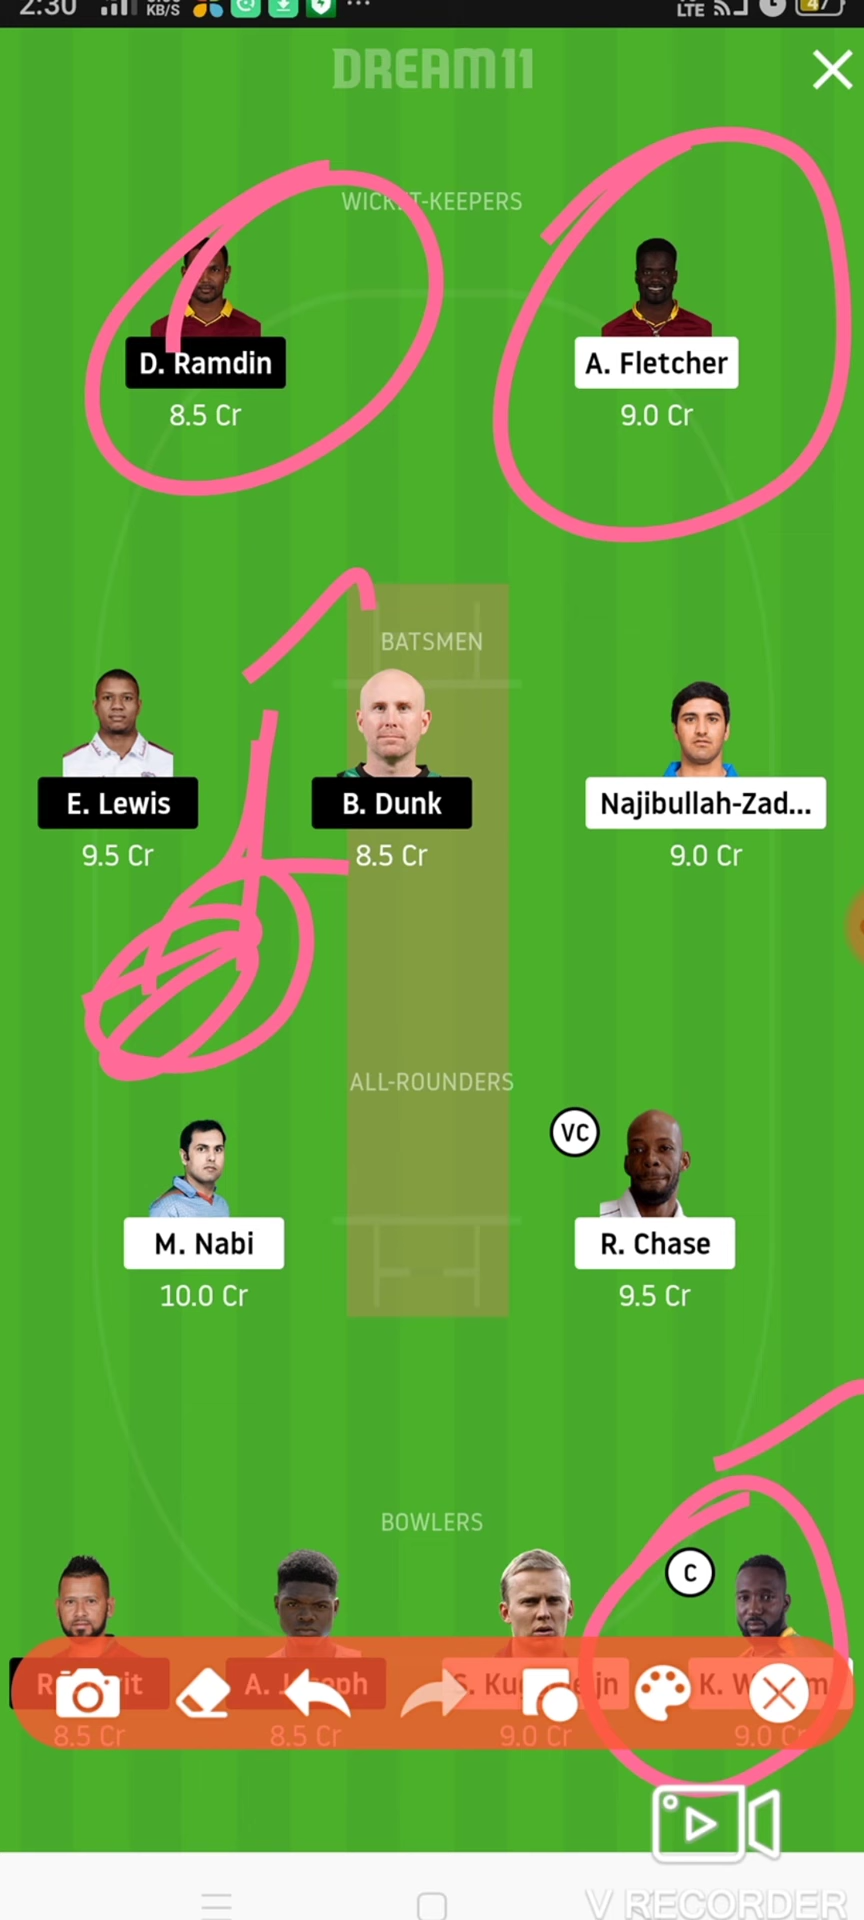 2:30 KB/S LTE 47
DREAM11
WICKET-KEEPERS
D. Ramdin A. Fletcher
8.5 Cr 9.0 Cr
BATSMEN
E. Lewis B. Dunk Najibullah-Zad...
9.5 Cr 8.5 Cr 9.0 Cr
ALL-ROUNDERS
VC
M. Nabi R. Chase
10.0 Cr 9.5 Cr
BOWLERS
C
A. S. K.
8.5 Cr 8.5 Cr 9.0 Cr 9.0 Cr
V RECORDER